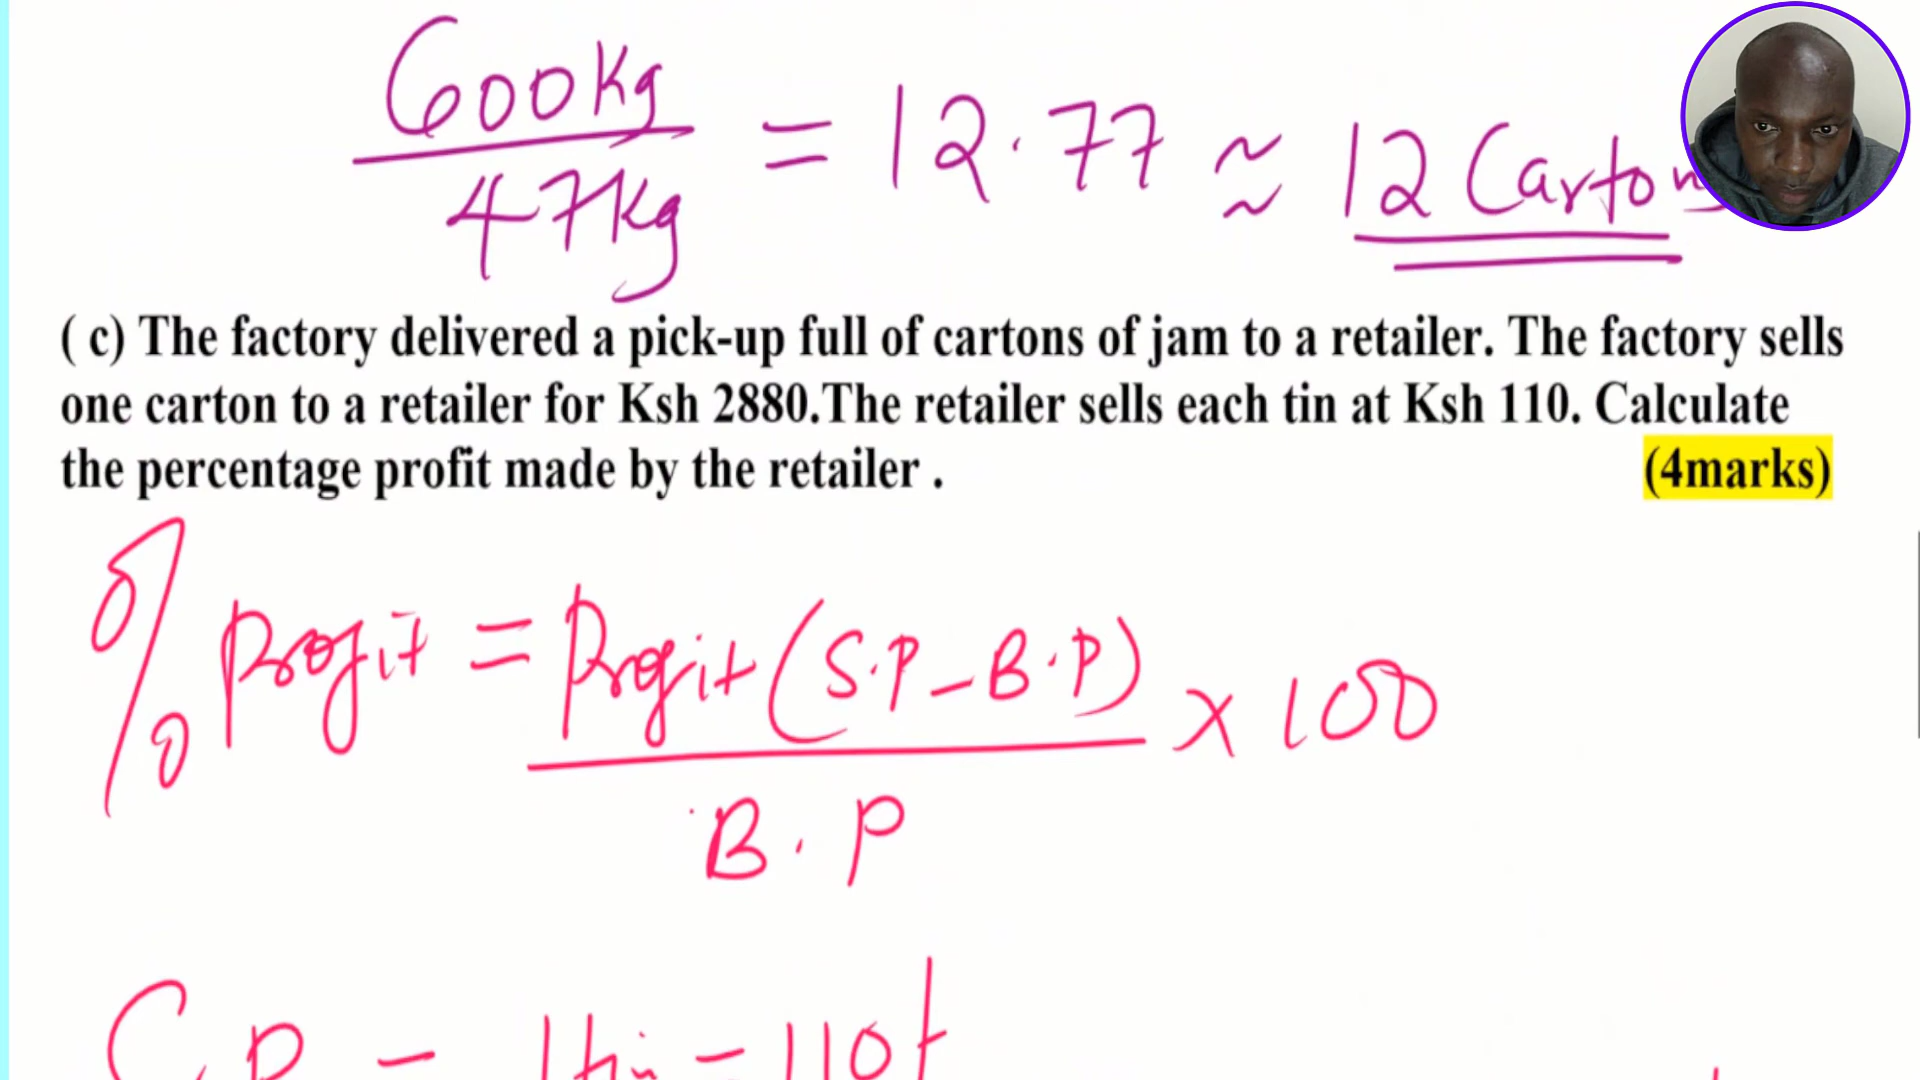 600Kg
47Kg
= 12.77 ≈ 12 Cartons
( c) The factory delivered a pick-up full of cartons of jam to a retailer. The factory sells
one carton to a retailer for Ksh 2880.The retailer sells each tin at Ksh 110. Calculate
the percentage profit made by the retailer .
(4marks)
% Profit = Profit (S.P - B.P) x 100
B.P
1tin = 110